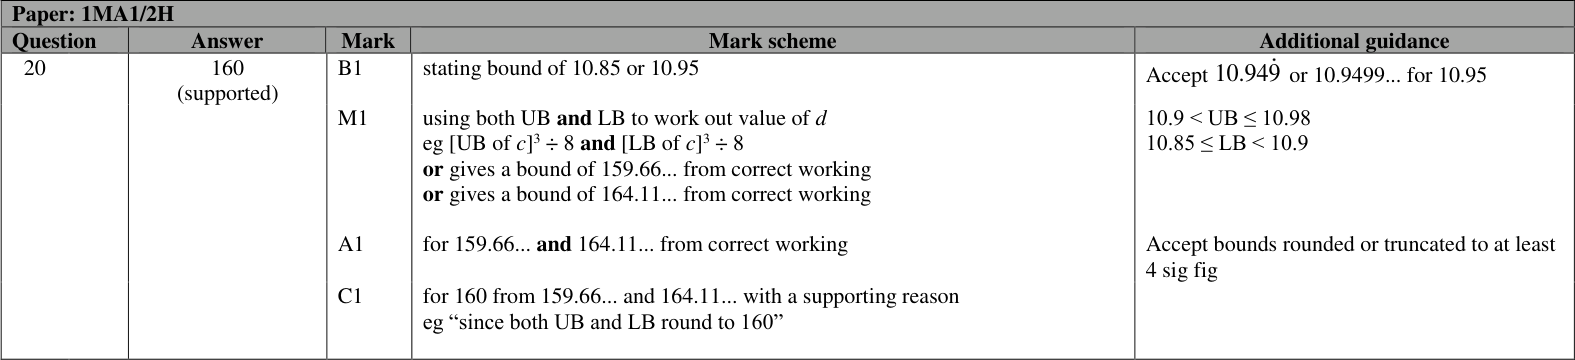 Paper: 1MA1/2H
Question Answer Mark Mark scheme Additional guidance
20 160 B1 stating bound of 10.85 or 10.95 Accept 10.949̇ or 10.9499... for 10.95
(supported)
M1 using both UB and LB to work out value of d 10.9 < UB ≤ 10.98
eg [UB of c]³ ÷ 8 and [LB of c]³ ÷ 8 10.85 ≤ LB < 10.9
or gives a bound of 159.66... from correct working
or gives a bound of 164.11... from correct working
A1 for 159.66... and 164.11... from correct working Accept bounds rounded or truncated to at least
4 sig fig
C1 for 160 from 159.66... and 164.11... with a supporting reason
eg “since both UB and LB round to 160”